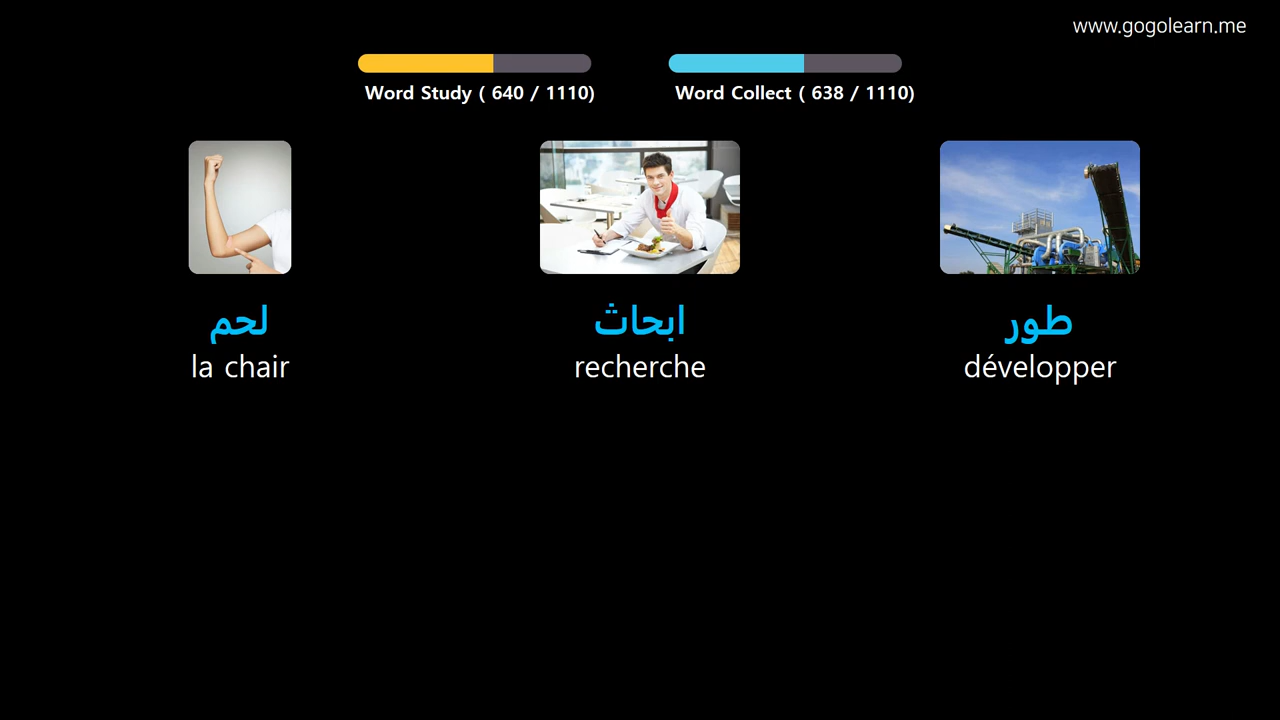 www.gogolearn.me
Word Study ( 640 / 1110)
Word Collect ( 638 / 1110)
لحم
la chair
ابحاث
recherche
طور
développer